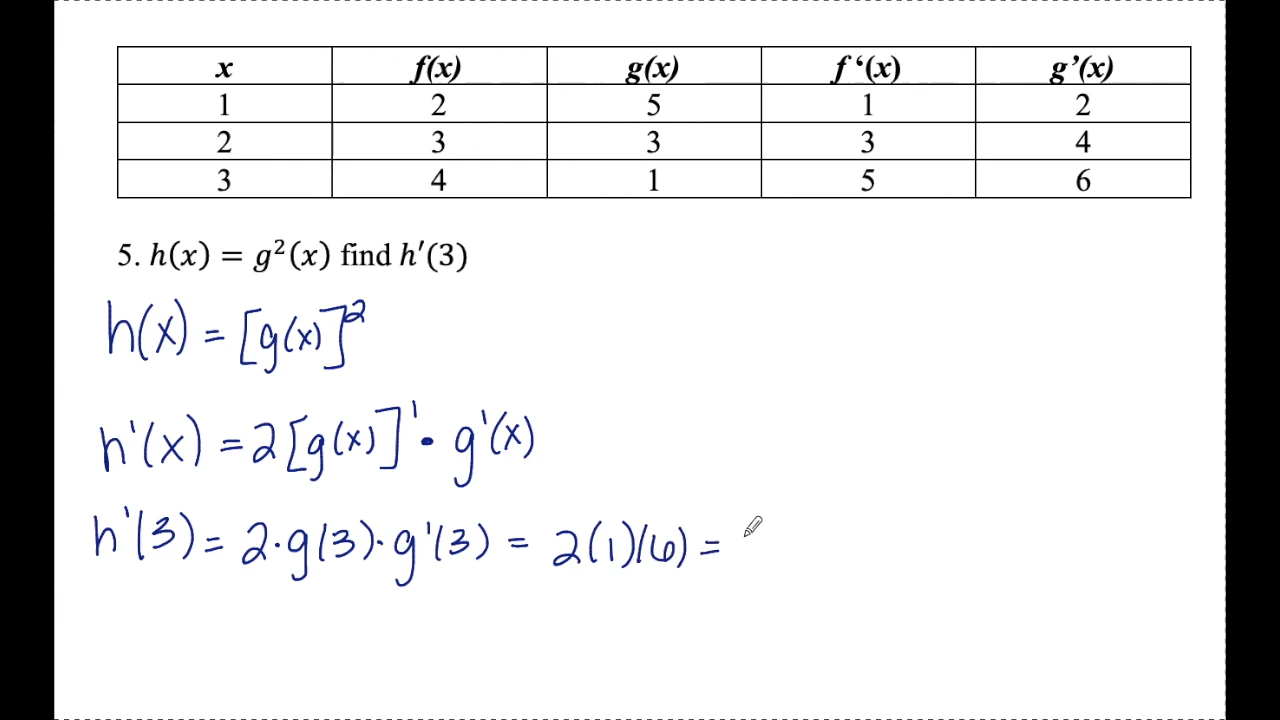 x f(x) g(x) f ‘(x) g’(x)
1 2 5 1 2
2 3 3 3 4
3 4 1 5 6
5. h(x) = g²(x) find h′(3)
h(x) = [g(x)]²
h'(x) = 2[g(x)]¹ • g'(x)
h'(3) = 2·g(3)·g'(3) = 2(1)(6) =